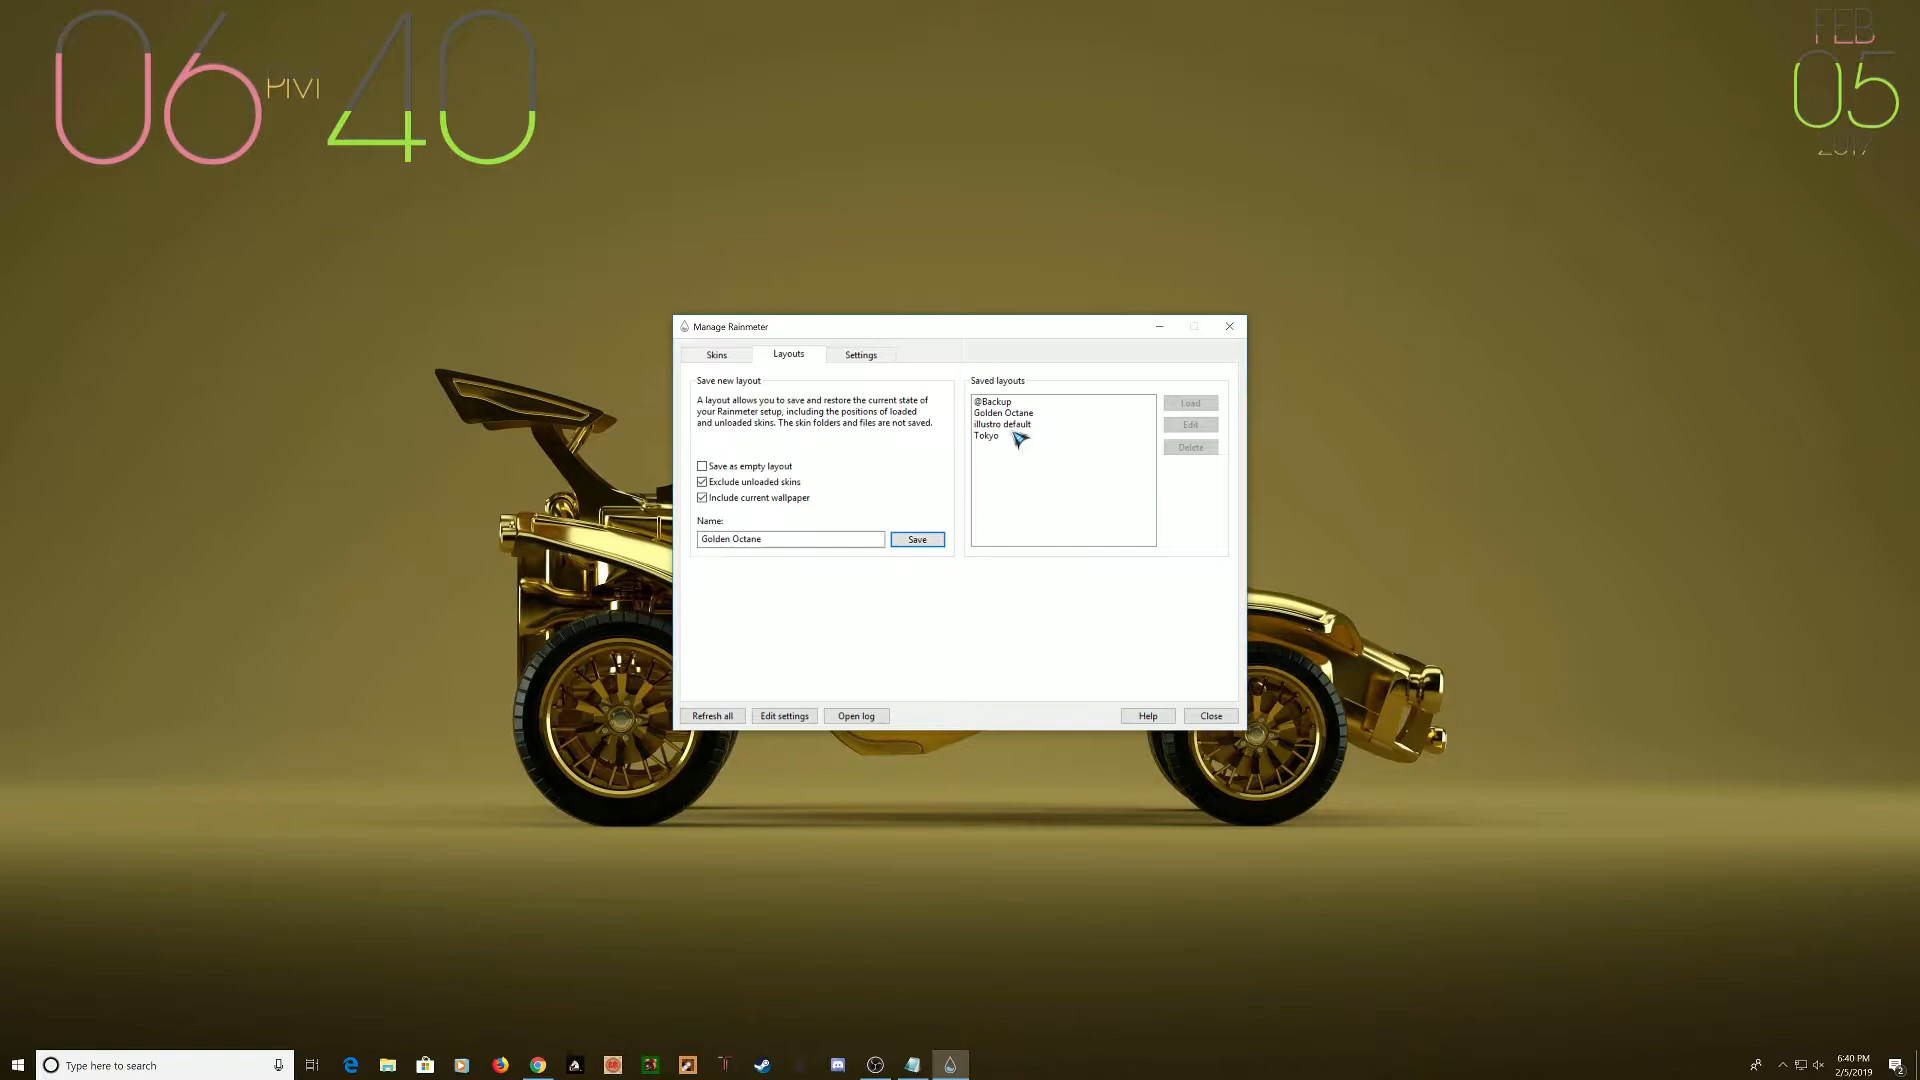 06 PM 40
FEB
05
2019
Manage Rainmeter
Skins
Layouts
Settings
Save new layout
A layout allows you to save and restore the current state of
your Rainmeter setup, including the positions of loaded
and unloaded skins. The skin folders and files are not saved.
Save as empty layout
Exclude unloaded skins
Include current wallpaper
Name:
Golden Octane
Save
Saved layouts
@Backup
Golden Octane
illustro default
Tokyo
Load
Edit
Delete
Refresh all
Edit settings
Open log
Help
Close
Type here to search
6:40 PM
2/5/2019
2